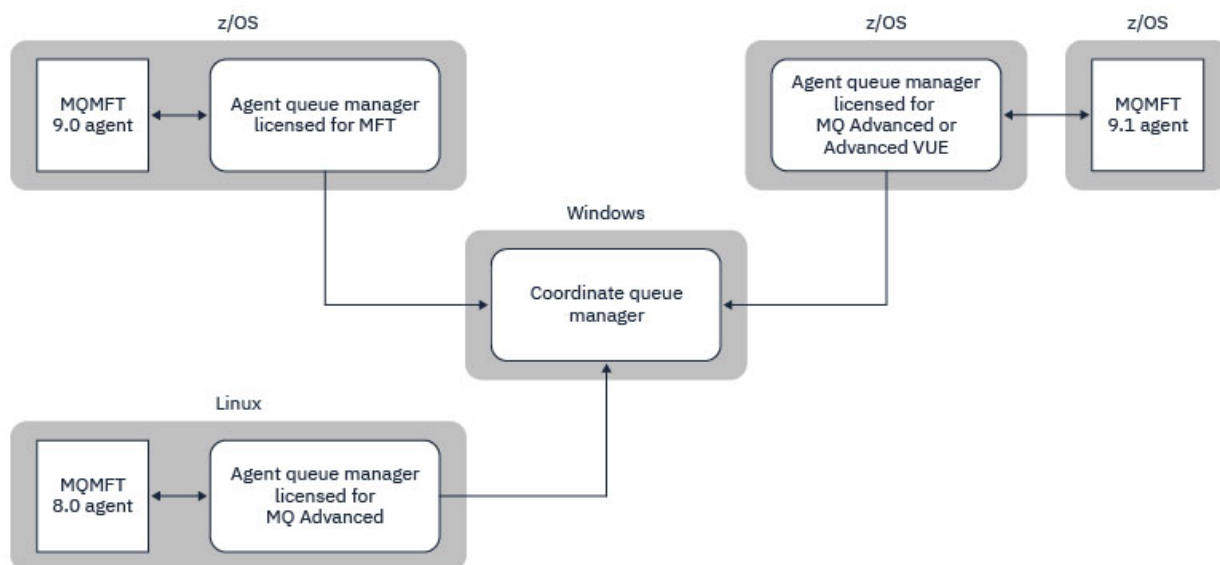 z/OS
z/OS
z/OS
MQMFT
9.0 agent
Agent queue manager
licensed for MFT
Agent queue manager
licensed for
MQ Advanced or
Advanced VUE
MQMFT
9.1 agent
Windows
Coordinate queue
manager
Linux
MQMFT
8.0 agent
Agent queue manager
licensed for
MQ Advanced